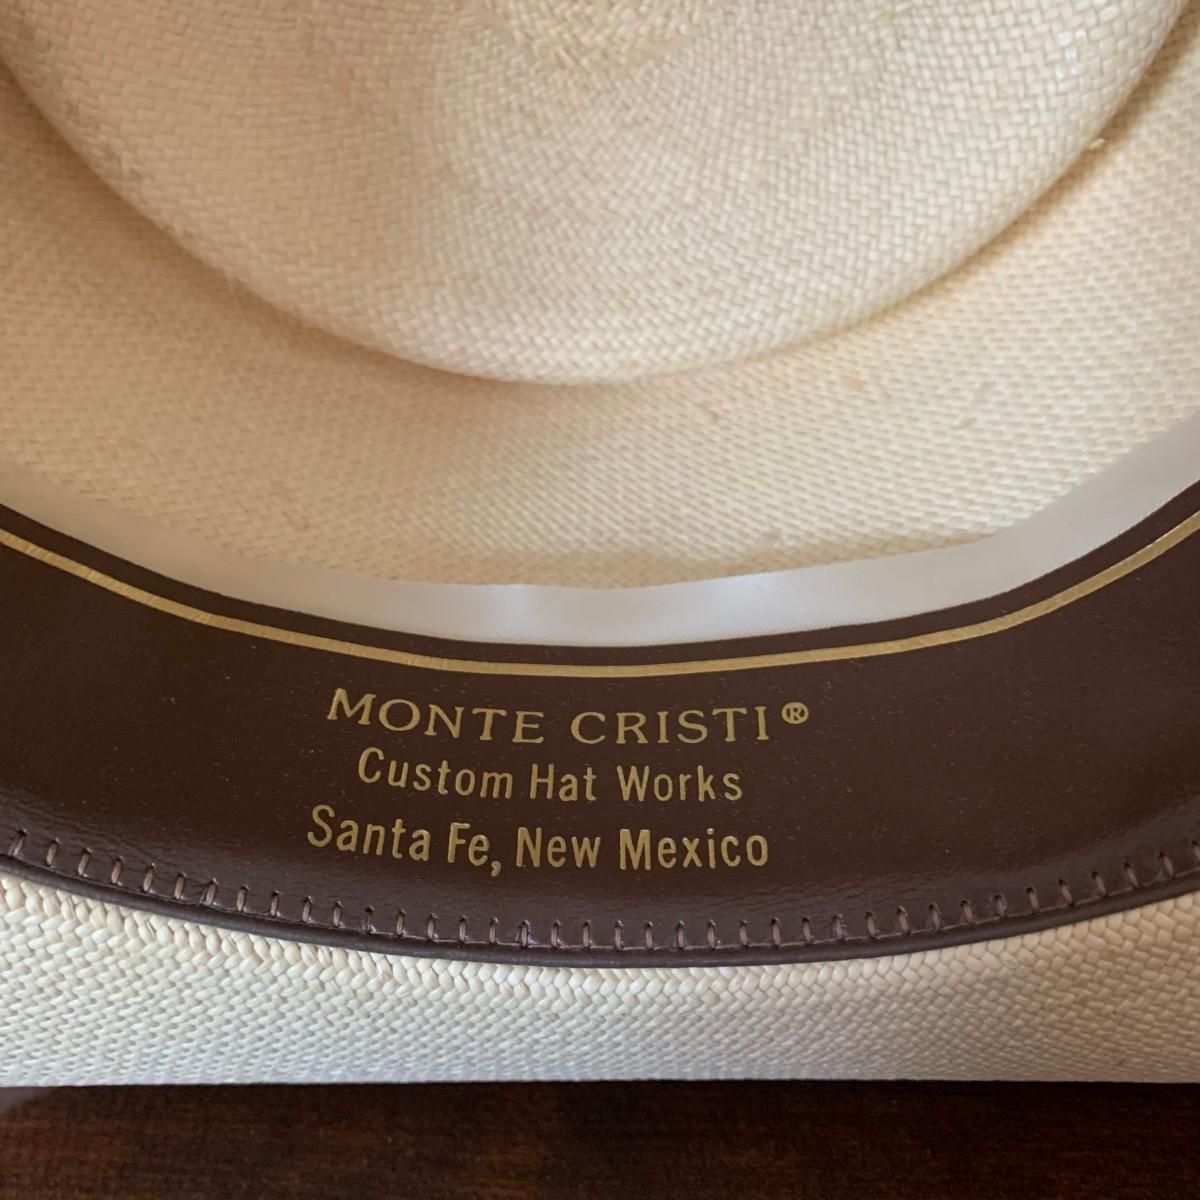 MONTE CRISTI®
Custom Hat Works
Santa Fe, New Mexico